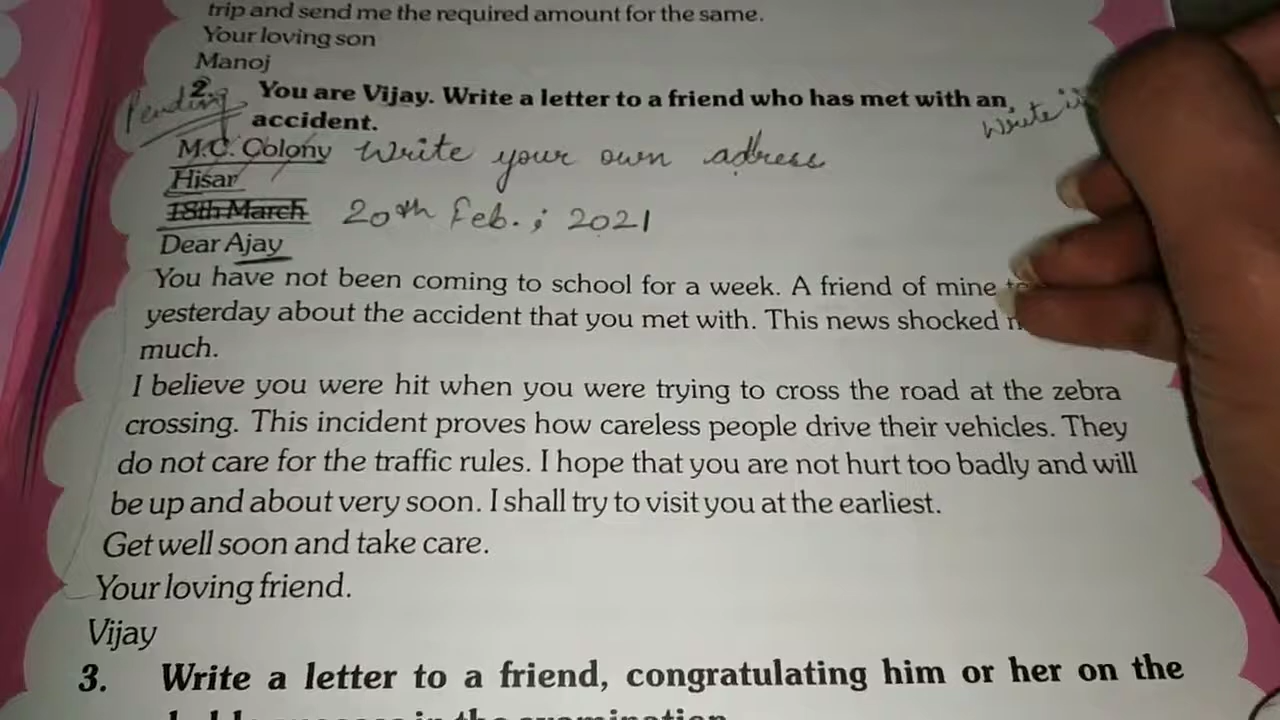 trip and send me the required amount for the same.
Your loving son
Manoj
Pending
2. You are Vijay. Write a letter to a friend who has met with an
accident.
Write
M.C. Colony Write your own adress
Hisar
18th March 20th Feb. ; 2021
Dear Ajay
You have not been coming to school for a week. A friend of mine
yesterday about the accident that you met with. This news shocked
much.
I believe you were hit when you were trying to cross the road at the zebra
crossing. This incident proves how careless people drive their vehicles. They
do not care for the traffic rules. I hope that you are not hurt too badly and will
be up and about very soon. I shall try to visit you at the earliest.
Get well soon and take care.
Your loving friend.
Vijay
3. Write a letter to a friend, congratulating him or her on the
in the examination